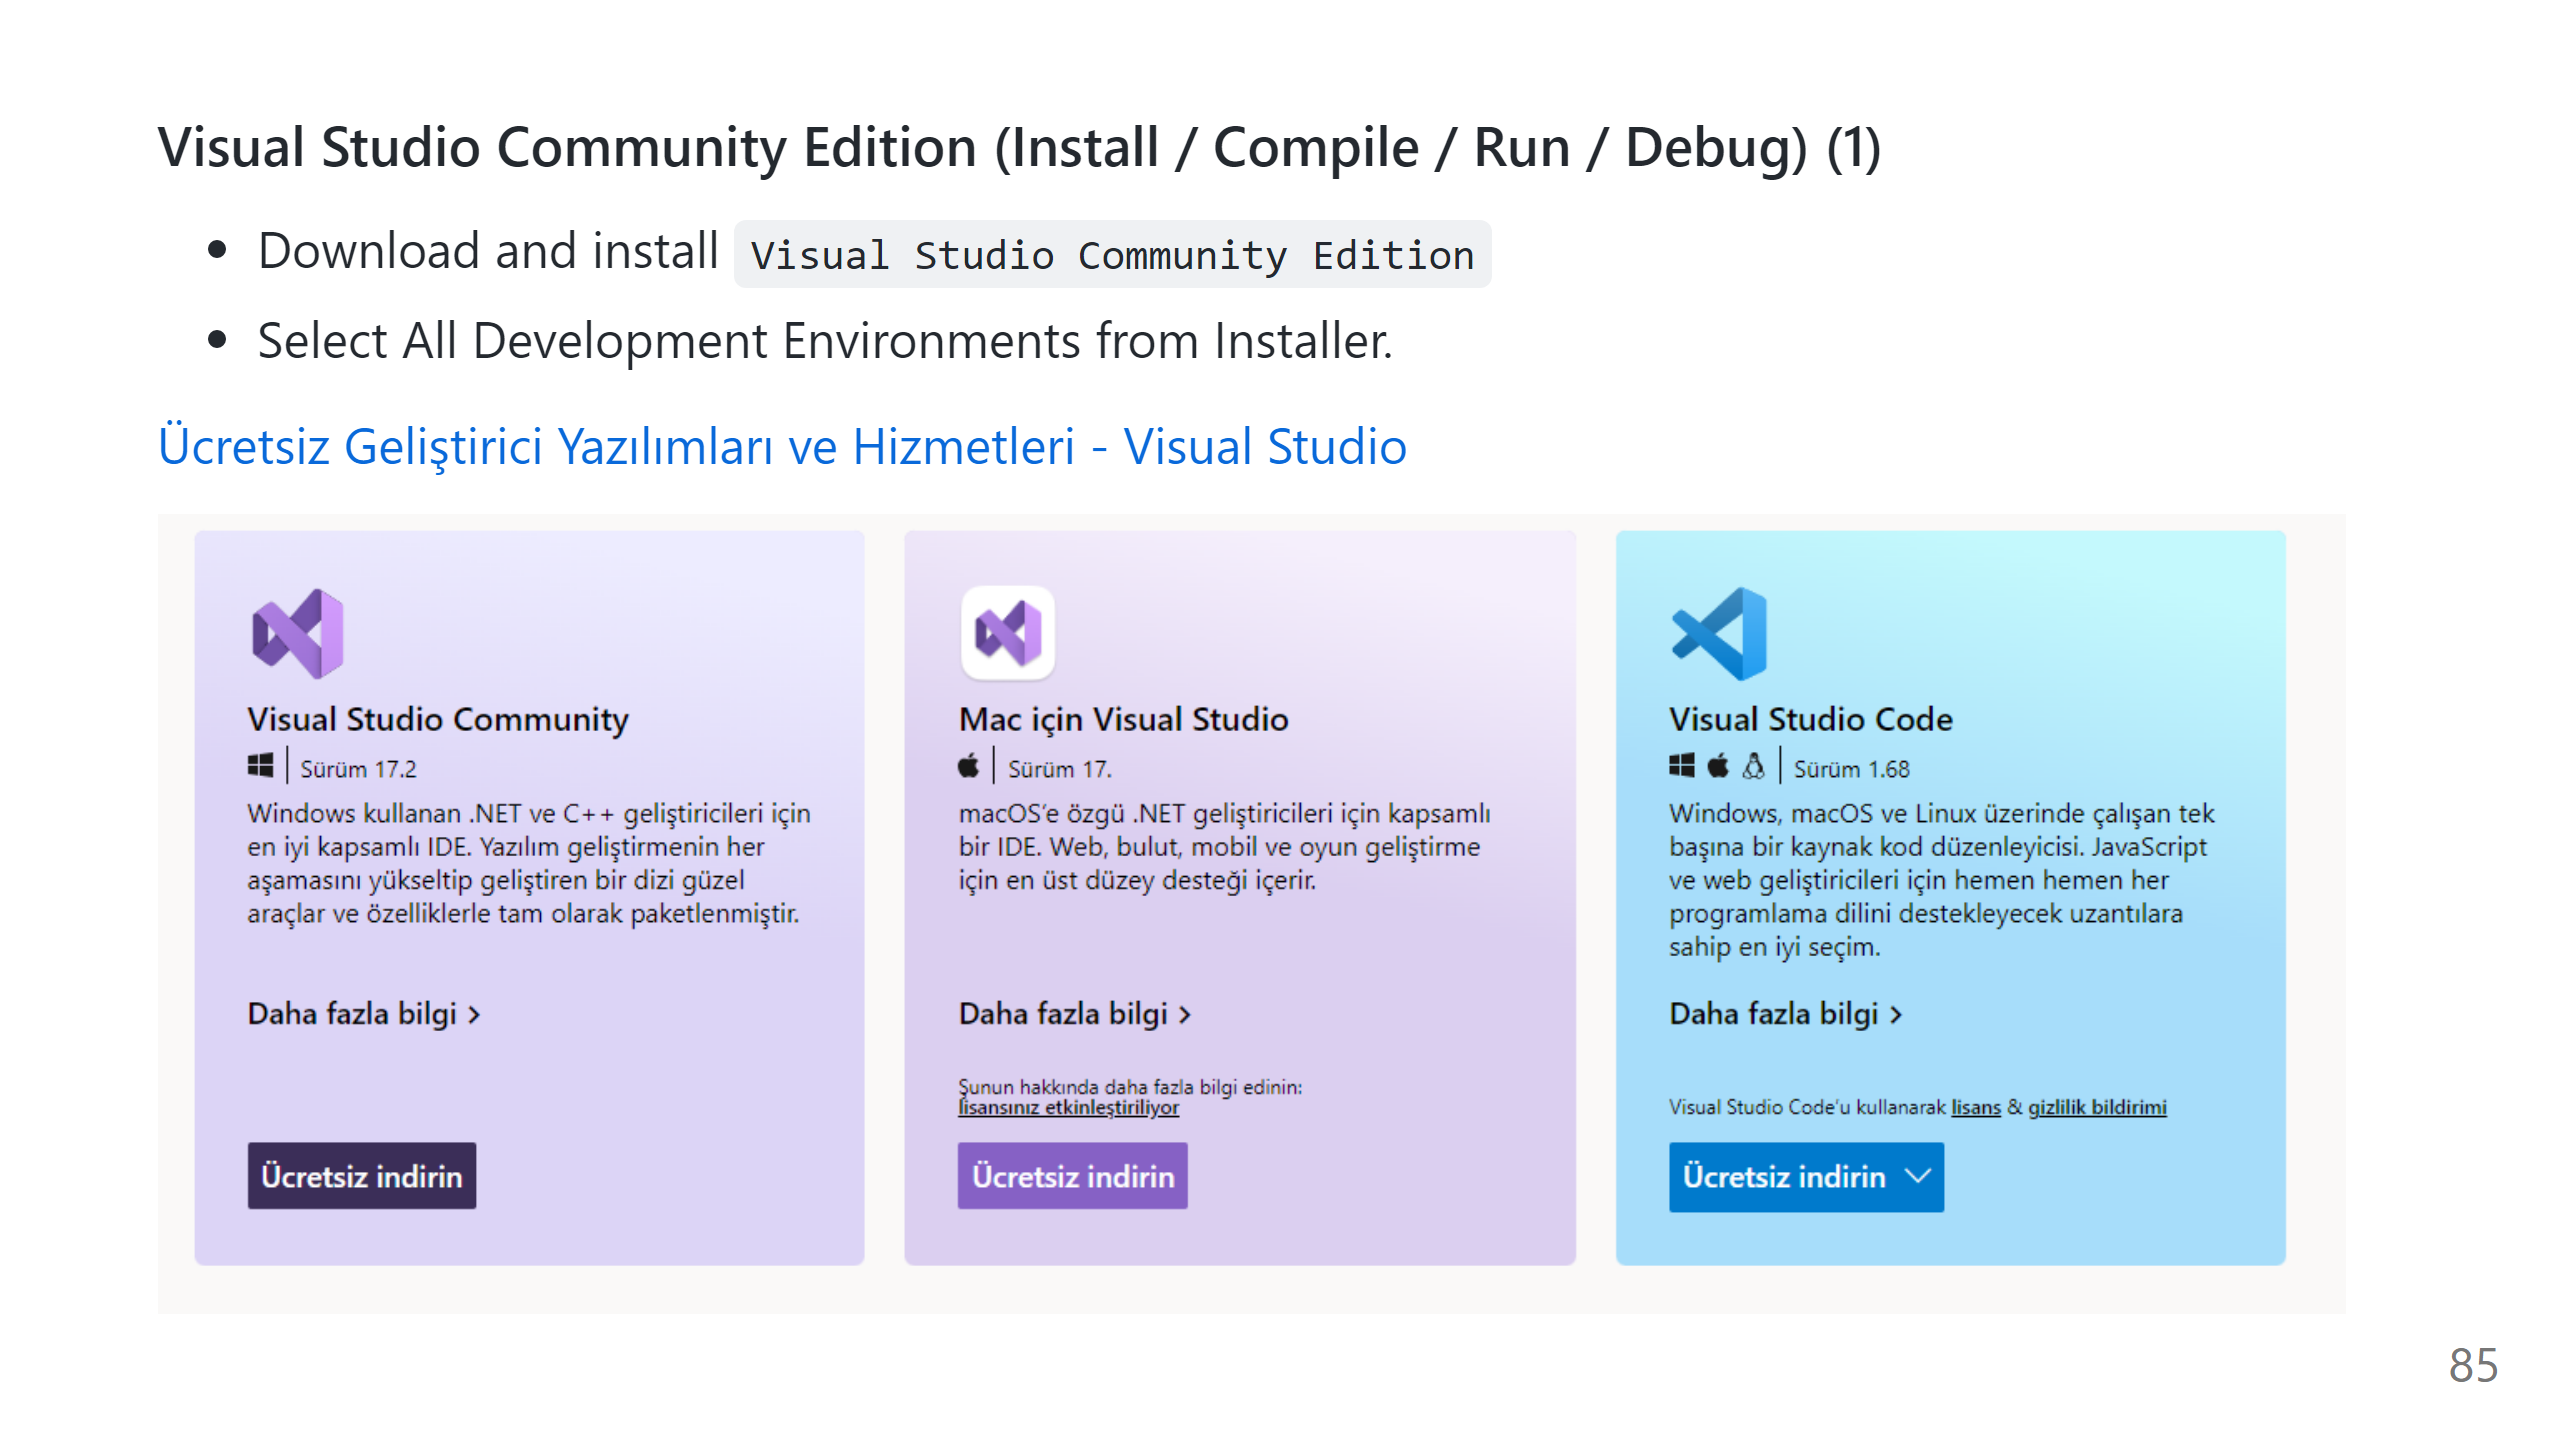 Visual Studio Community Edition (Install / Compile / Run / Debug) (1)
Download and install Visual Studio Community Edition
Select All Development Environments from Installer.
Ücretsiz Geliştirici Yazılımları ve Hizmetleri - Visual Studio
Visual Studio Community
Sürüm 17.2
Windows kullanan .NET ve C++ geliştiricileri için
en iyi kapsamlı IDE. Yazılım geliştirmenin her
aşamasını yükseltip geliştiren bir dizi güzel
araçlar ve özelliklerle tam olarak paketlenmiştir.
Daha fazla bilgi >
Ücretsiz indirin
Mac için Visual Studio
Sürüm 17.
macOS'e özgü .NET geliştiricileri için kapsamlı
bir IDE. Web, bulut, mobil ve oyun geliştirme
için en üst düzey desteği içerir.
Daha fazla bilgi >
Şunun hakkında daha fazla bilgi edinin:
lisansınız etkinleştiriliyor
Ücretsiz indirin
Visual Studio Code
Sürüm 1.68
Windows, macOS ve Linux üzerinde çalışan tek
başına bir kaynak kod düzenleyicisi. JavaScript
ve web geliştiricileri için hemen hemen her
programlama dilini destekleyecek uzantılara
sahip en iyi seçim.
Daha fazla bilgi >
Visual Studio Code'u kullanarak lisans & gizlilik bildirimi
Ücretsiz indirin
85